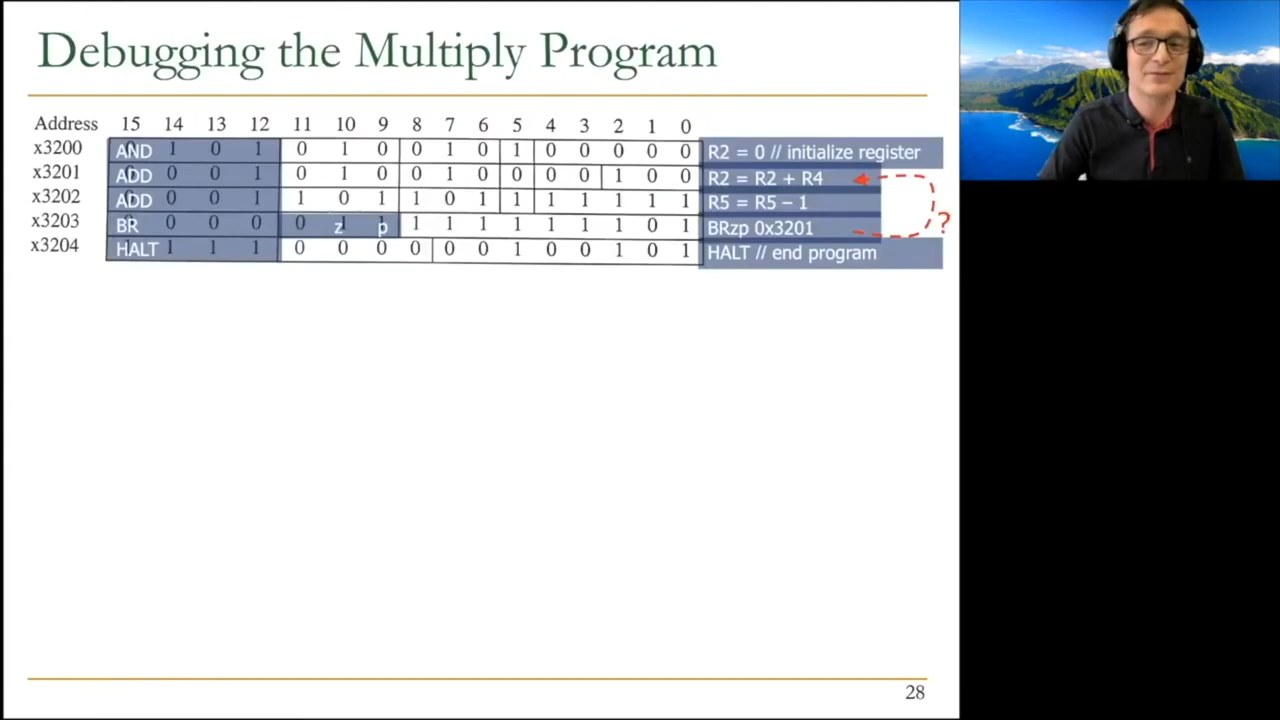 Debugging the Multiply Program
Address 15 14 13 12 11 10 9 8 7 6 5 4 3 2 1 0
x3200 AND 0 1 0 1 0 1 0 0 1 0 1 0 0 0 0 0 R2 = 0 // initialize register
x3201 ADD 0 0 0 1 0 1 0 0 1 0 0 0 0 1 0 0 R2 = R2 + R4
x3202 ADD 0 0 0 1 1 0 1 1 0 1 1 1 1 1 1 1 R5 = R5 – 1
x3203 BR 0 0 0 0 0 z 1 p 1 1 1 1 1 1 1 1 0 1 BRzp 0x3201 ?
x3204 HALT 1 1 1 0 0 0 0 0 0 1 0 0 1 0 1 HALT // end program
28